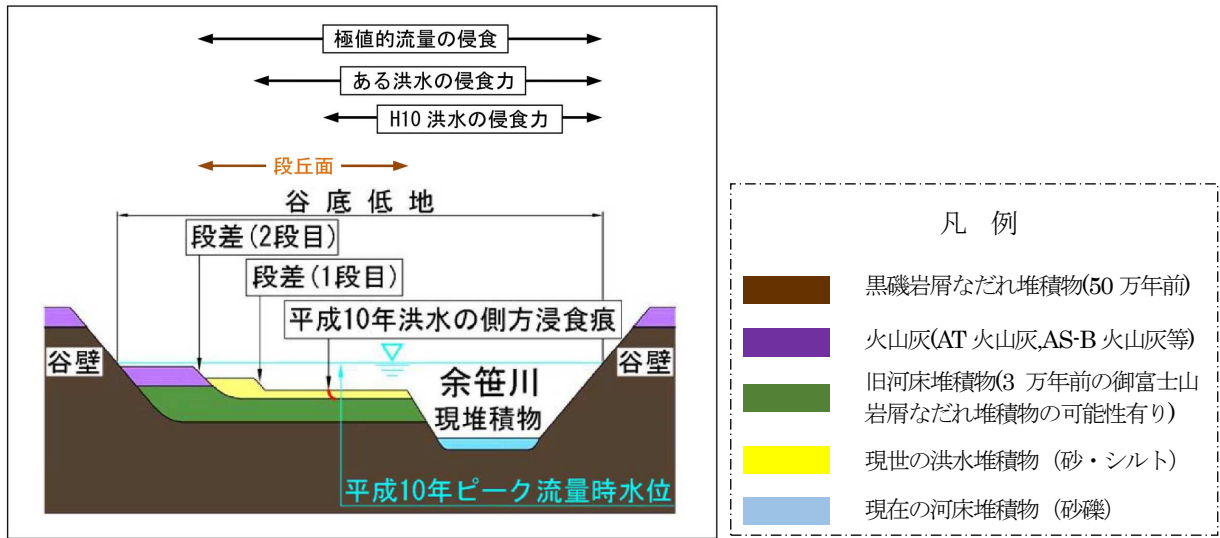 極値的流量の侵食
ある洪水の侵食力
H10 洪水の侵食力
段丘面
谷底低地
段差(2段目)
段差(1段目)
平成10年洪水の側方浸食痕
谷壁
谷壁
余笹川
現堆積物
平成10年ピーク流量時水位
凡 例
黒磯岩屑なだれ堆積物(50 万年前)
火山灰(AT 火山灰,AS-B 火山灰等)
旧河床堆積物(3 万年前の御富士山
岩屑なだれ堆積物の可能性有り)
現世の洪水堆積物（砂・シルト）
現在の河床堆積物（砂礫）